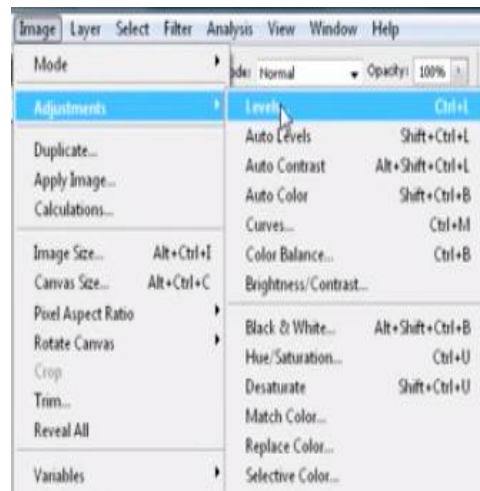 Image Layer Select Filter Analysis View Window Help
Mode
Normal Opacity: 100%
Adjustments
Duplicate...
Apply Image...
Calculations...
Image Size... Alt+Ctrl+I
Canvas Size... Alt+Ctrl+C
Pixel Aspect Ratio
Rotate Canvas
Crop
Trim...
Reveal All
Variables
Levels... Ctrl+L
Auto Levels Shift+Ctrl+L
Auto Contrast Alt+Shift+Ctrl+L
Auto Color Shift+Ctrl+B
Curves... Ctrl+M
Color Balance... Ctrl+B
Brightness/Contrast...
Black & White... Alt+Shift+Ctrl+B
Hue/Saturation... Ctrl+U
Desaturate Shift+Ctrl+U
Match Color...
Replace Color...
Selective Color...